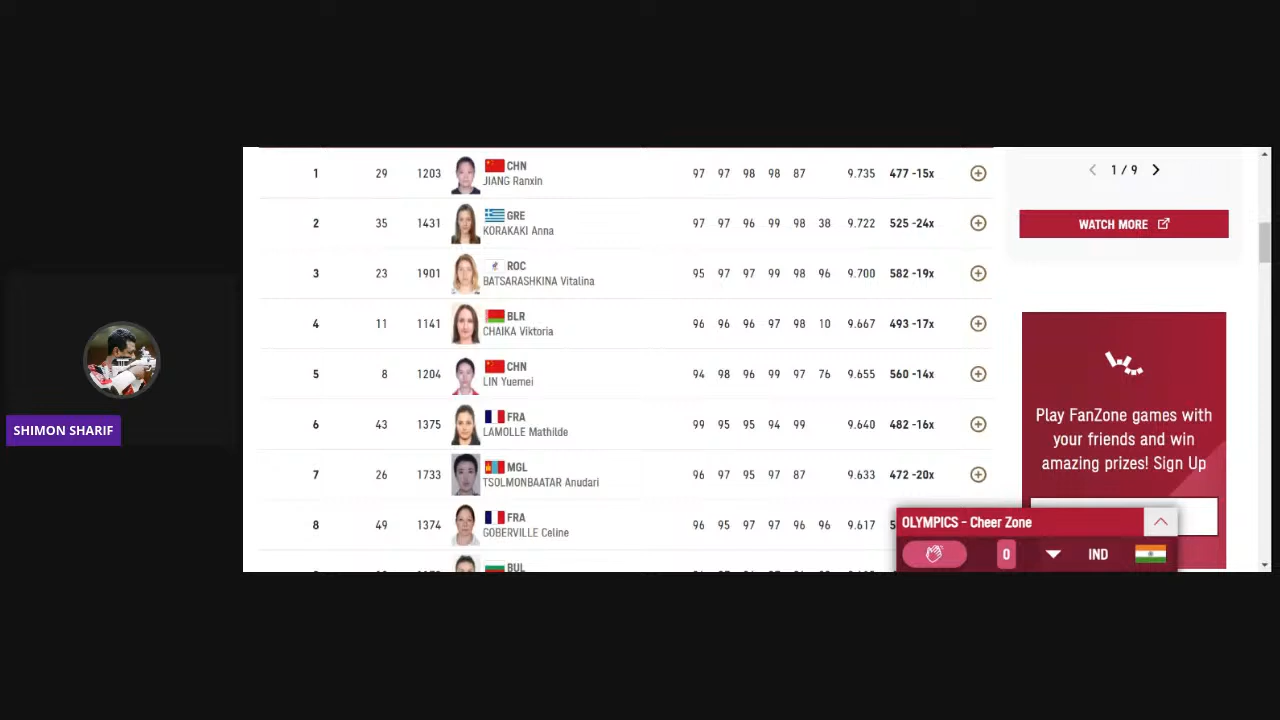 1 29 1203 CHN 97 97 98 98 87 9.735 477 -15x
JIANG Ranxin
2 35 1431 GRE 97 97 96 99 98 38 9.722 525 -24x
KORAKAKI Anna
3 23 1901 ROC 95 97 97 99 98 96 9.700 582 -19x
BATSARASHKINA Vitalina
4 11 1141 BLR 96 96 96 97 98 10 9.667 493 -17x
CHAIKA Viktoria
5 8 1204 CHN 94 98 96 99 97 76 9.655 560 -14x
LIN Yuemei
6 43 1375 FRA 99 95 95 94 99 9.640 482 -16x
LAMOLLE Mathilde
7 26 1733 MGL 96 97 95 97 87 9.633 472 -20x
TSOLMONBAATAR Anudari
8 49 1374 FRA 96 95 97 97 96 96 9.617
GOBERVILLE Celine
BUL
1 / 9
WATCH MORE
Play FanZone games with
your friends and win
amazing prizes! Sign Up
OLYMPICS - Cheer Zone
0 IND
SHIMON SHARIF